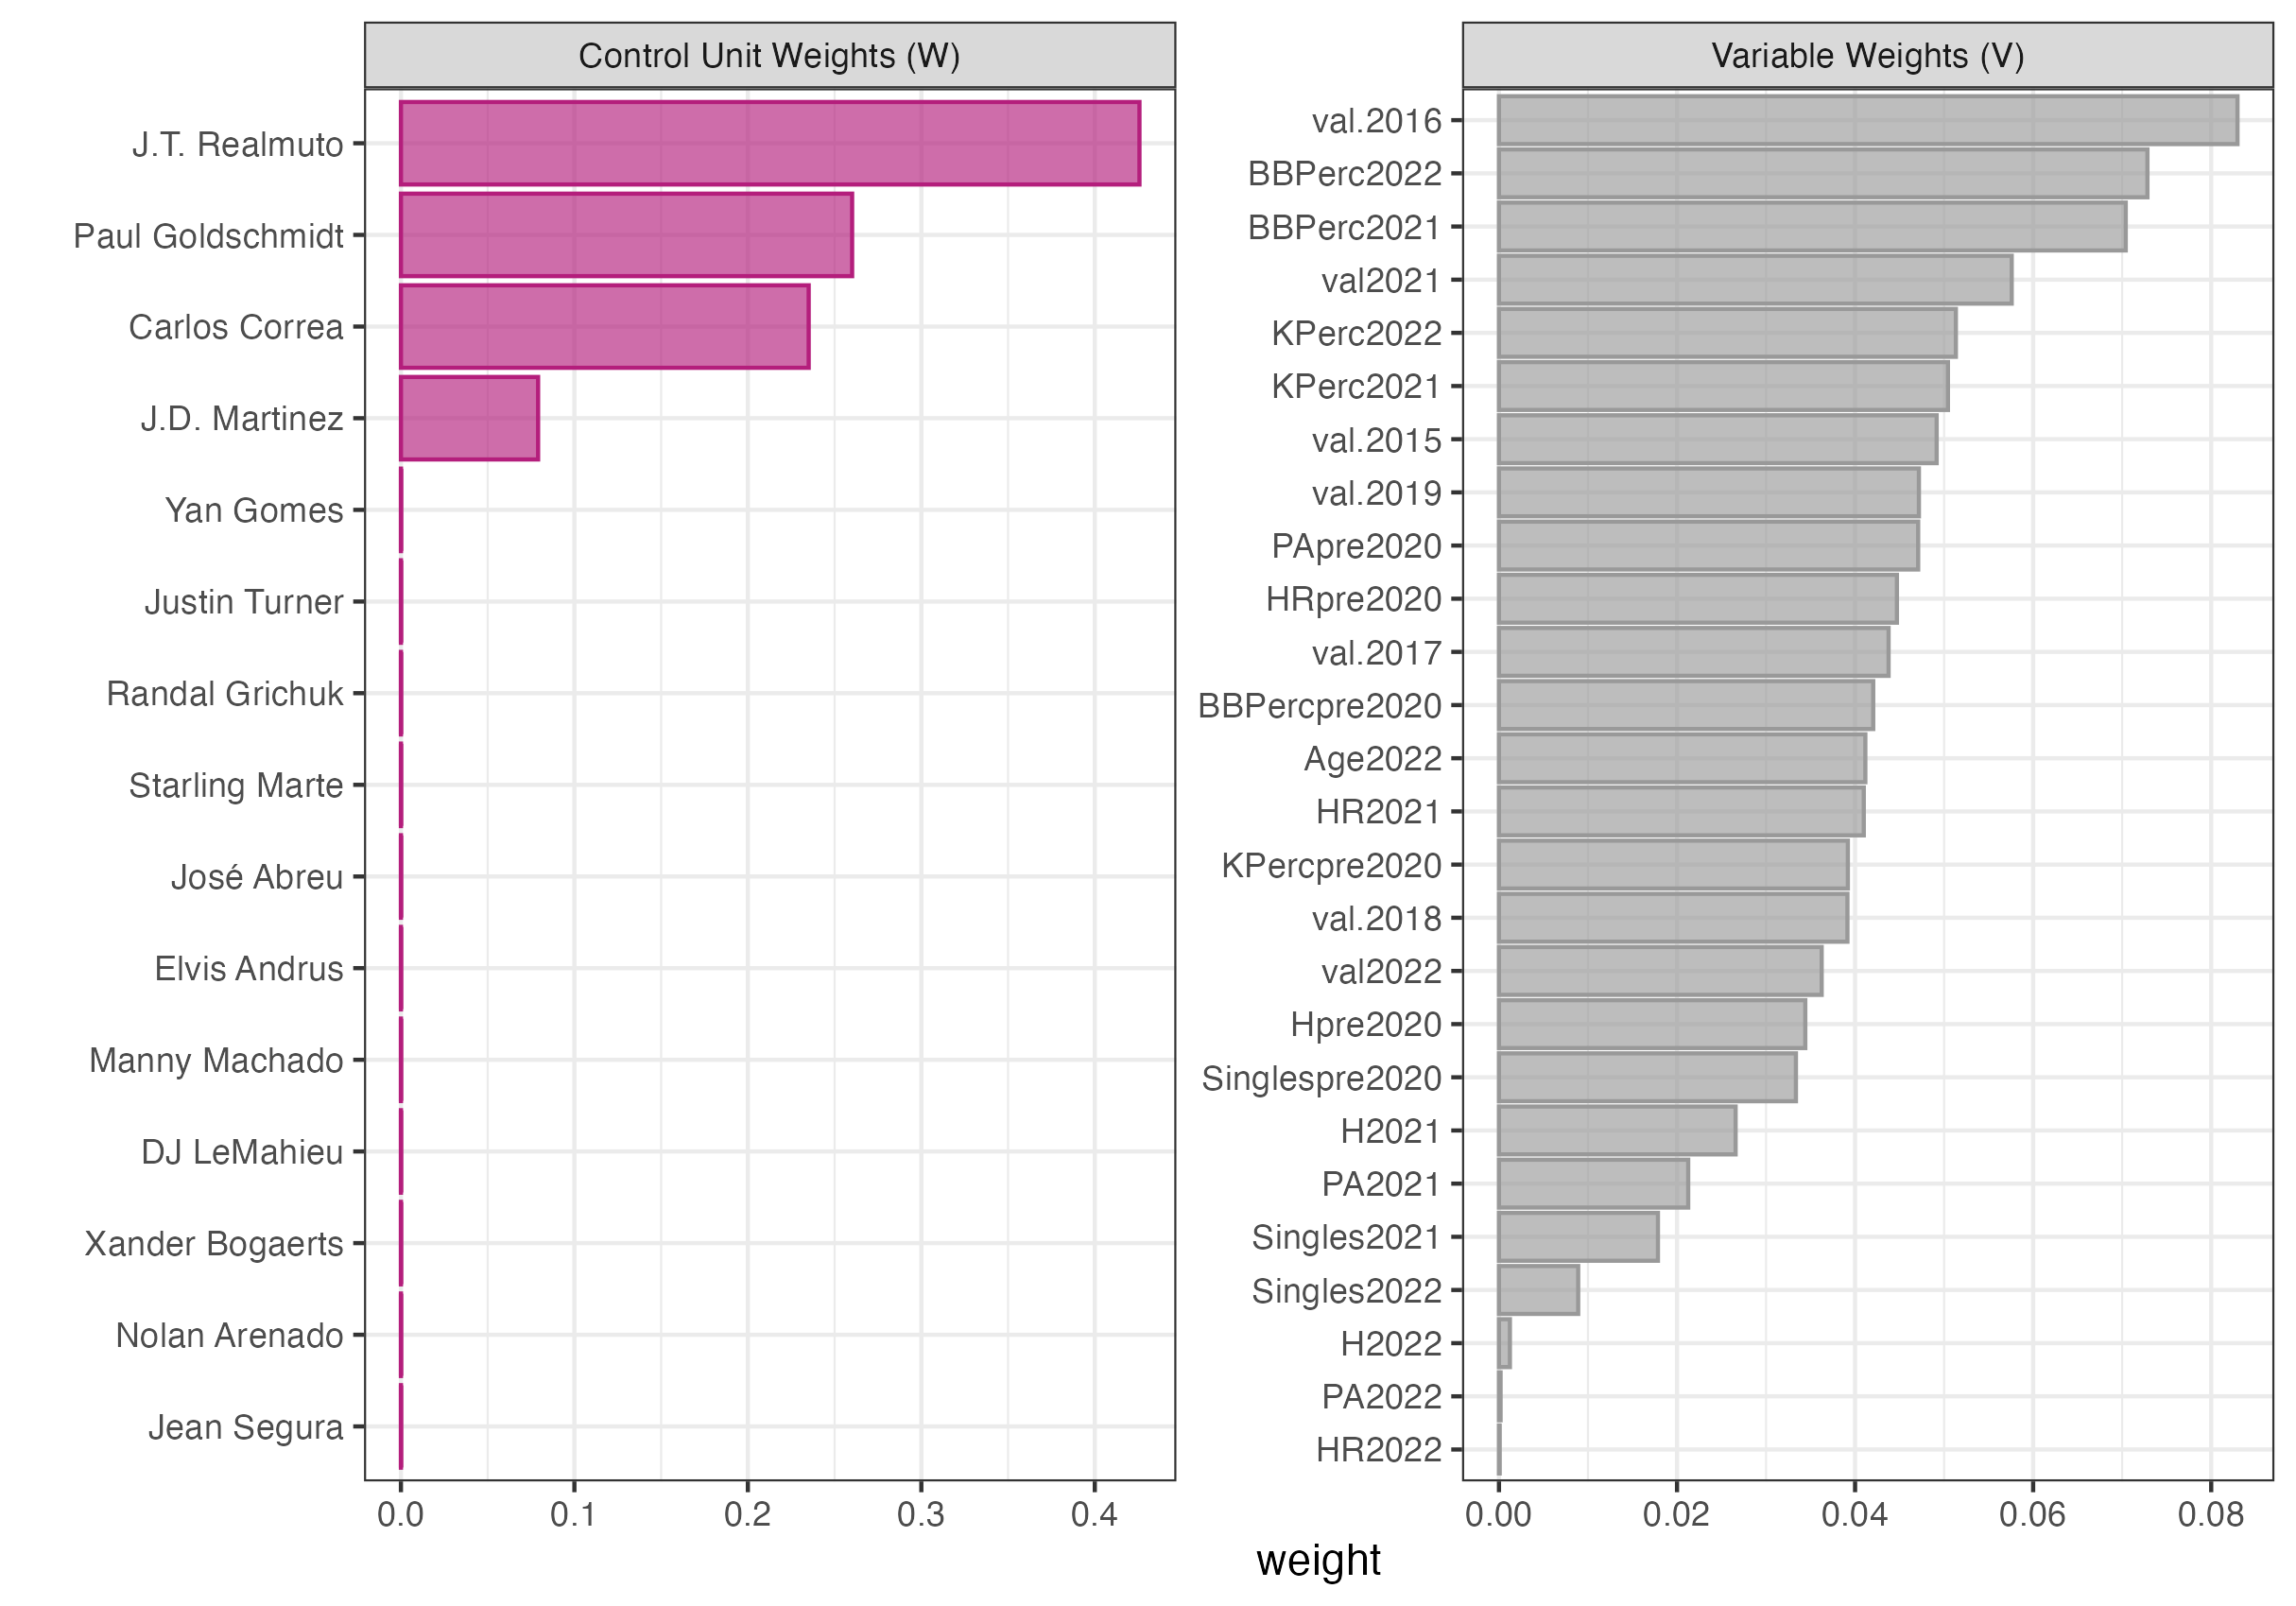 Control Unit Weights (W)
J.T. Realmuto
Paul Goldschmidt
Carlos Correa
J.D. Martinez
Yan Gomes
Justin Turner
Randal Grichuk
Starling Marte
José Abreu
Elvis Andrus
Manny Machado
DJ LeMahieu
Xander Bogaerts
Nolan Arenado
Jean Segura
0.0 0.1 0.2 0.3 0.4
Variable Weights (V)
val.2016
BBPerc2022
BBPerc2021
val2021
KPerc2022
KPerc2021
val.2015
val.2019
PApre2020
HRpre2020
val.2017
BBPercpre2020
Age2022
HR2021
KPercpre2020
val.2018
val2022
Hpre2020
Singlespre2020
H2021
PA2021
Singles2021
Singles2022
H2022
PA2022
HR2022
0.00 0.02 0.04 0.06 0.08
weight